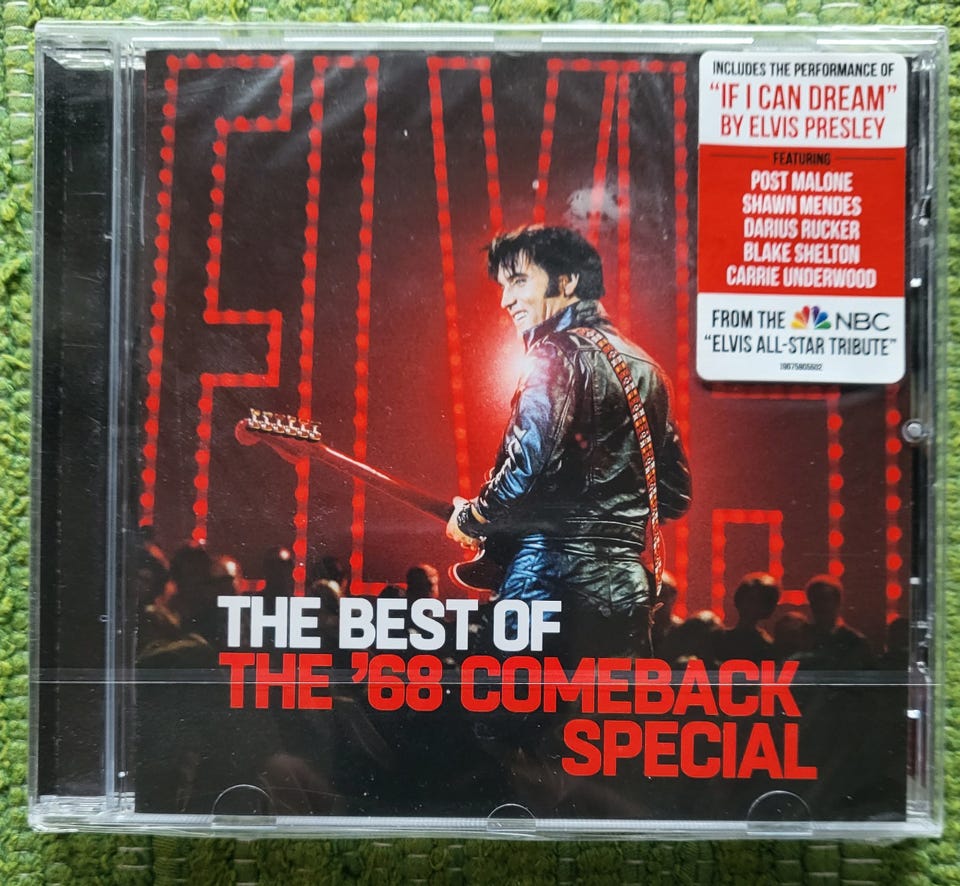 ELVIS
INCLUDES THE PERFORMANCE OF
“IF I CAN DREAM”
BY ELVIS PRESLEY
FEATURING
POST MALONE
SHAWN MENDES
DARIUS RUCKER
BLAKE SHELTON
CARRIE UNDERWOOD
FROM THE NBC
“ELVIS ALL-STAR TRIBUTE”
19075905602
THE BEST OF
THE ’68 COMEBACK
SPECIAL